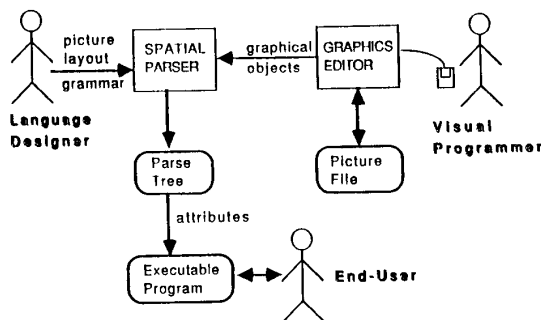 picture
layout
grammar
SPATIAL
PARSER
graphical
objects
GRAPHICS
EDITOR
Language
Designer
Visual
Programmer
Parse
Tree
Picture
File
attributes
Executable
Program
End-User